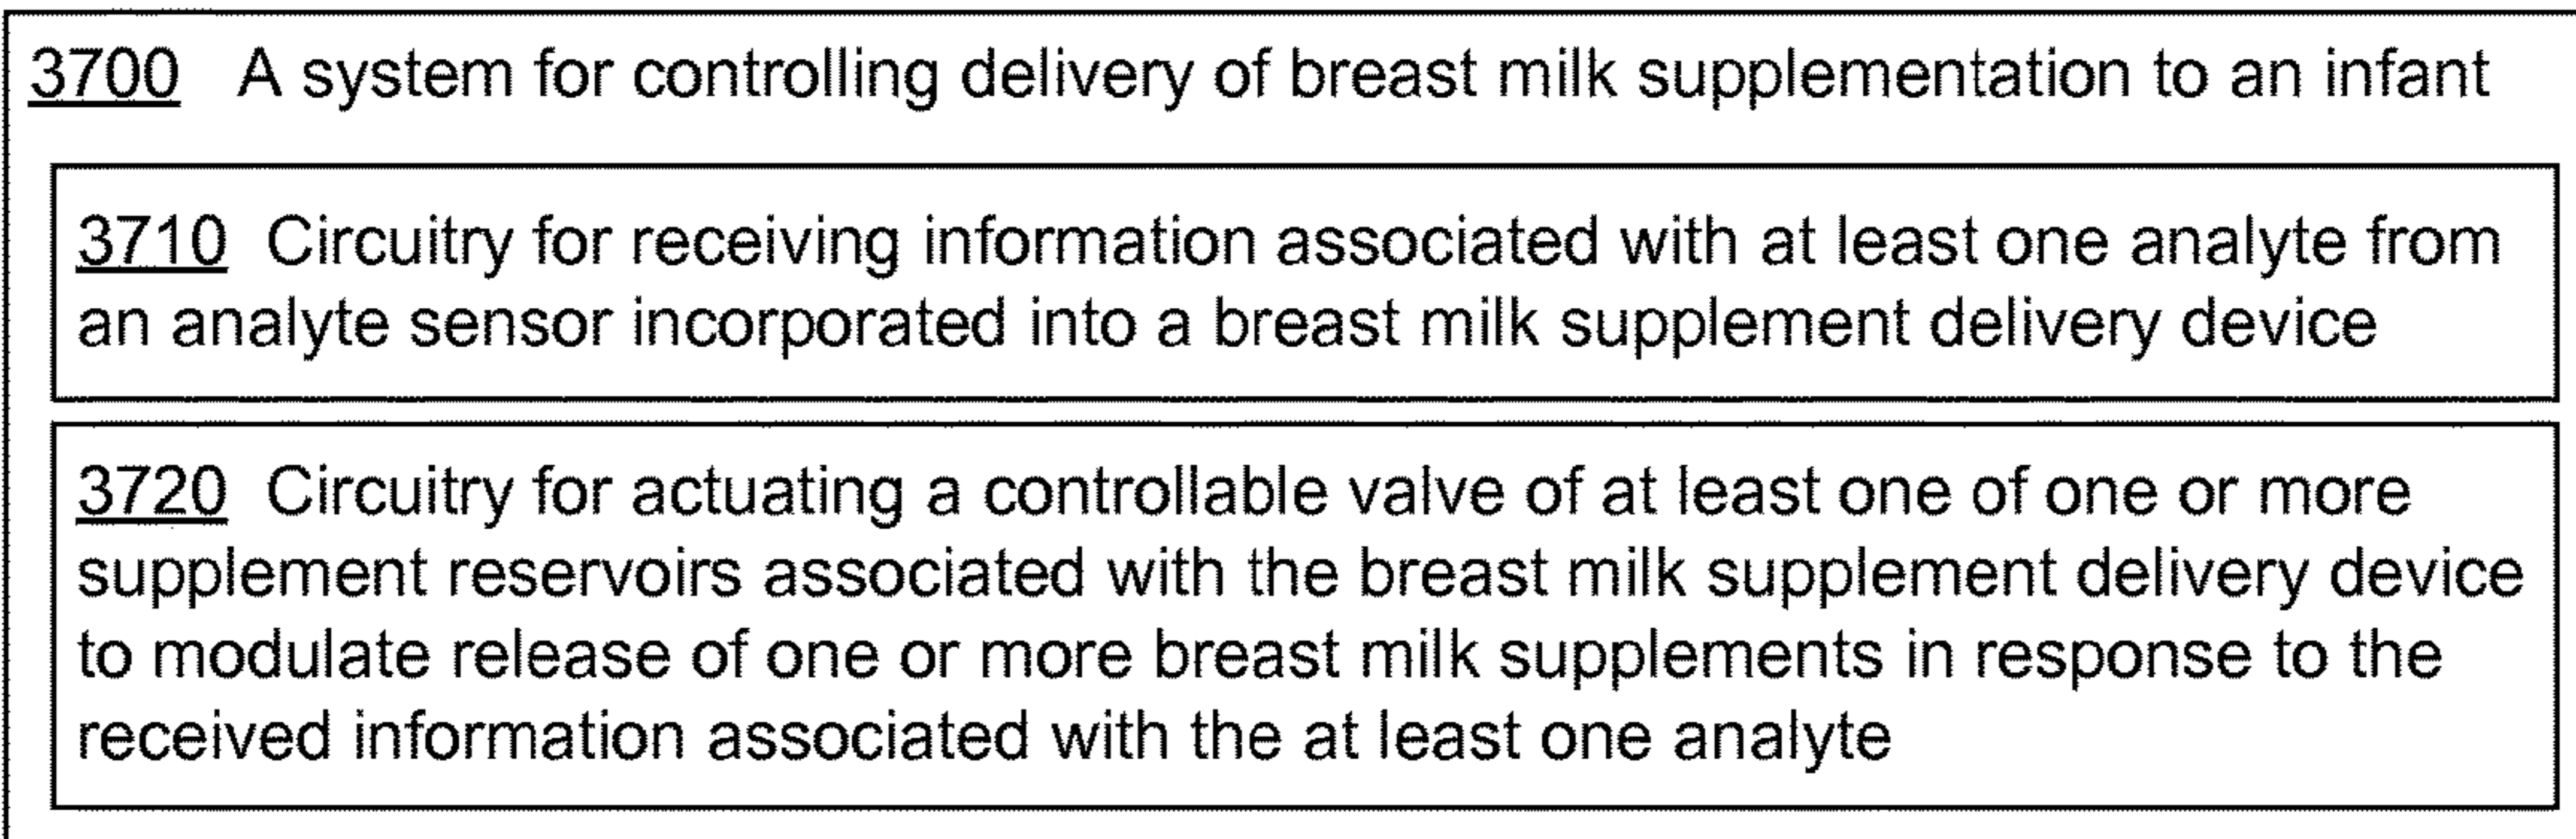 3700 A system for controlling delivery of breast milk supplementation to an infant
3710 Circuitry for receiving information associated with at least one analyte from
an analyte sensor incorporated into a breast milk supplement delivery device
3720 Circuitry for actuating a controllable valve of at least one of one or more
supplement reservoirs associated with the breast milk supplement delivery device
to modulate release of one or more breast milk supplements in response to the
received information associated with the at least one analyte